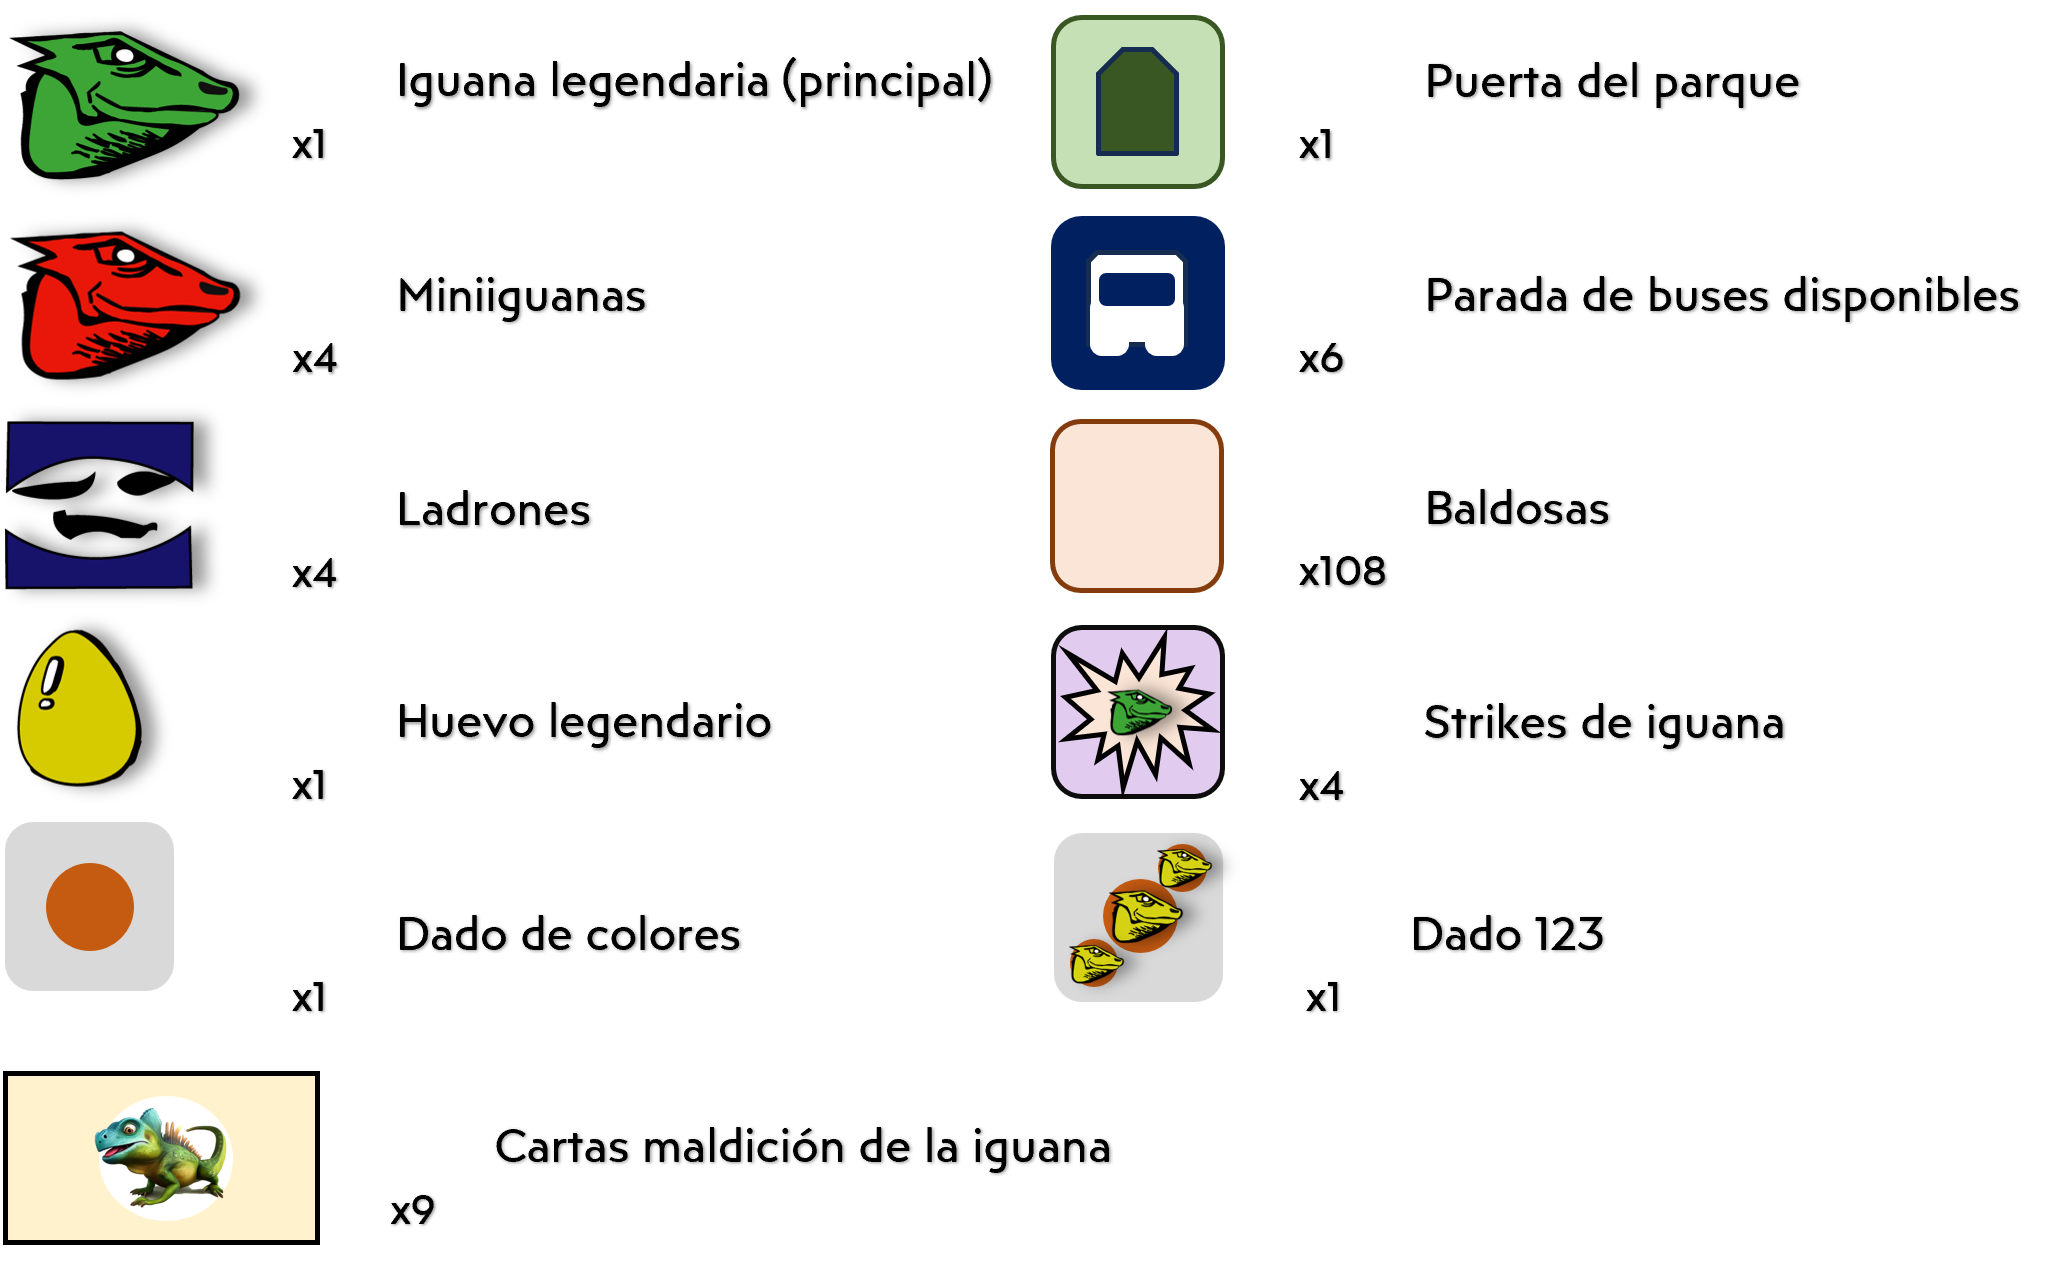 Iguana legendaria (principal)
x1
Puerta del parque
x1
Miniiguanas
x4
Parada de buses disponibles
x6
Ladrones
x4
Baldosas
x108
Huevo legendario
x1
Strikes de iguana
x4
Dado de colores
x1
Dado 123
x1
Cartas maldición de la iguana
x9